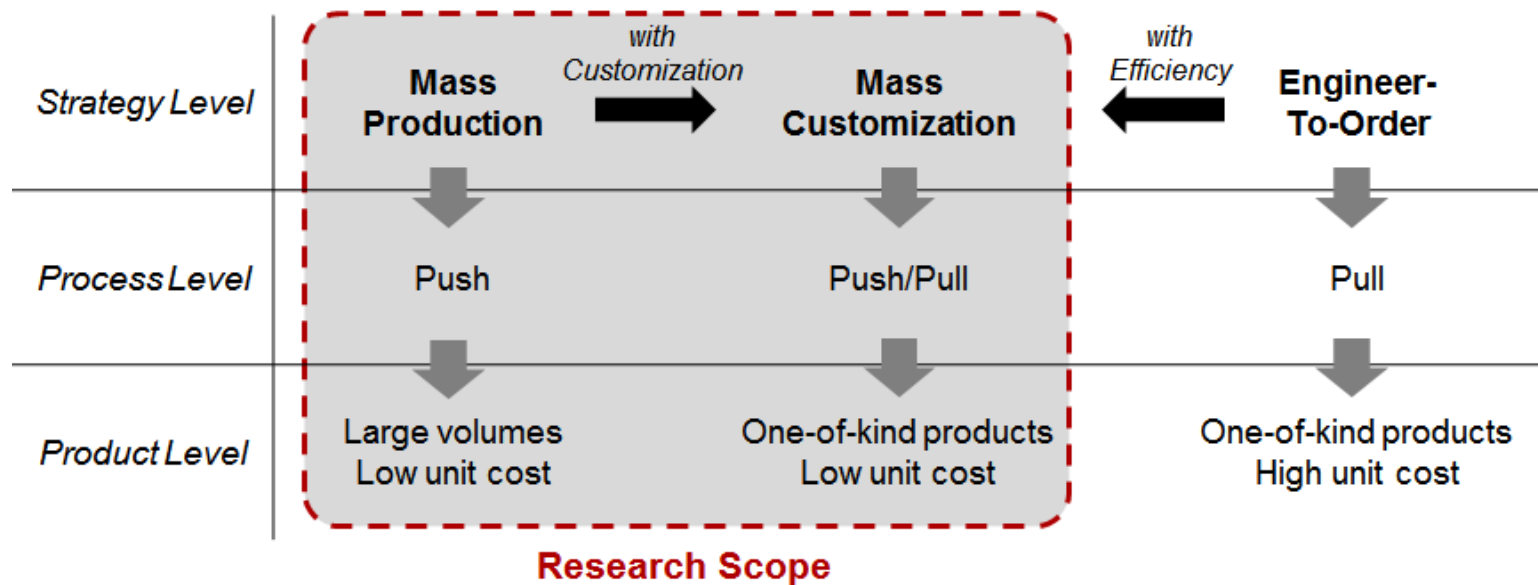 with
Customization
with
Efficiency
Strategy Level
Mass
Production
Mass
Customization
Engineer-
To-Order
Process Level
Push
Push/Pull
Pull
Product Level
Large volumes
Low unit cost
One-of-kind products
Low unit cost
One-of-kind products
High unit cost
Research Scope